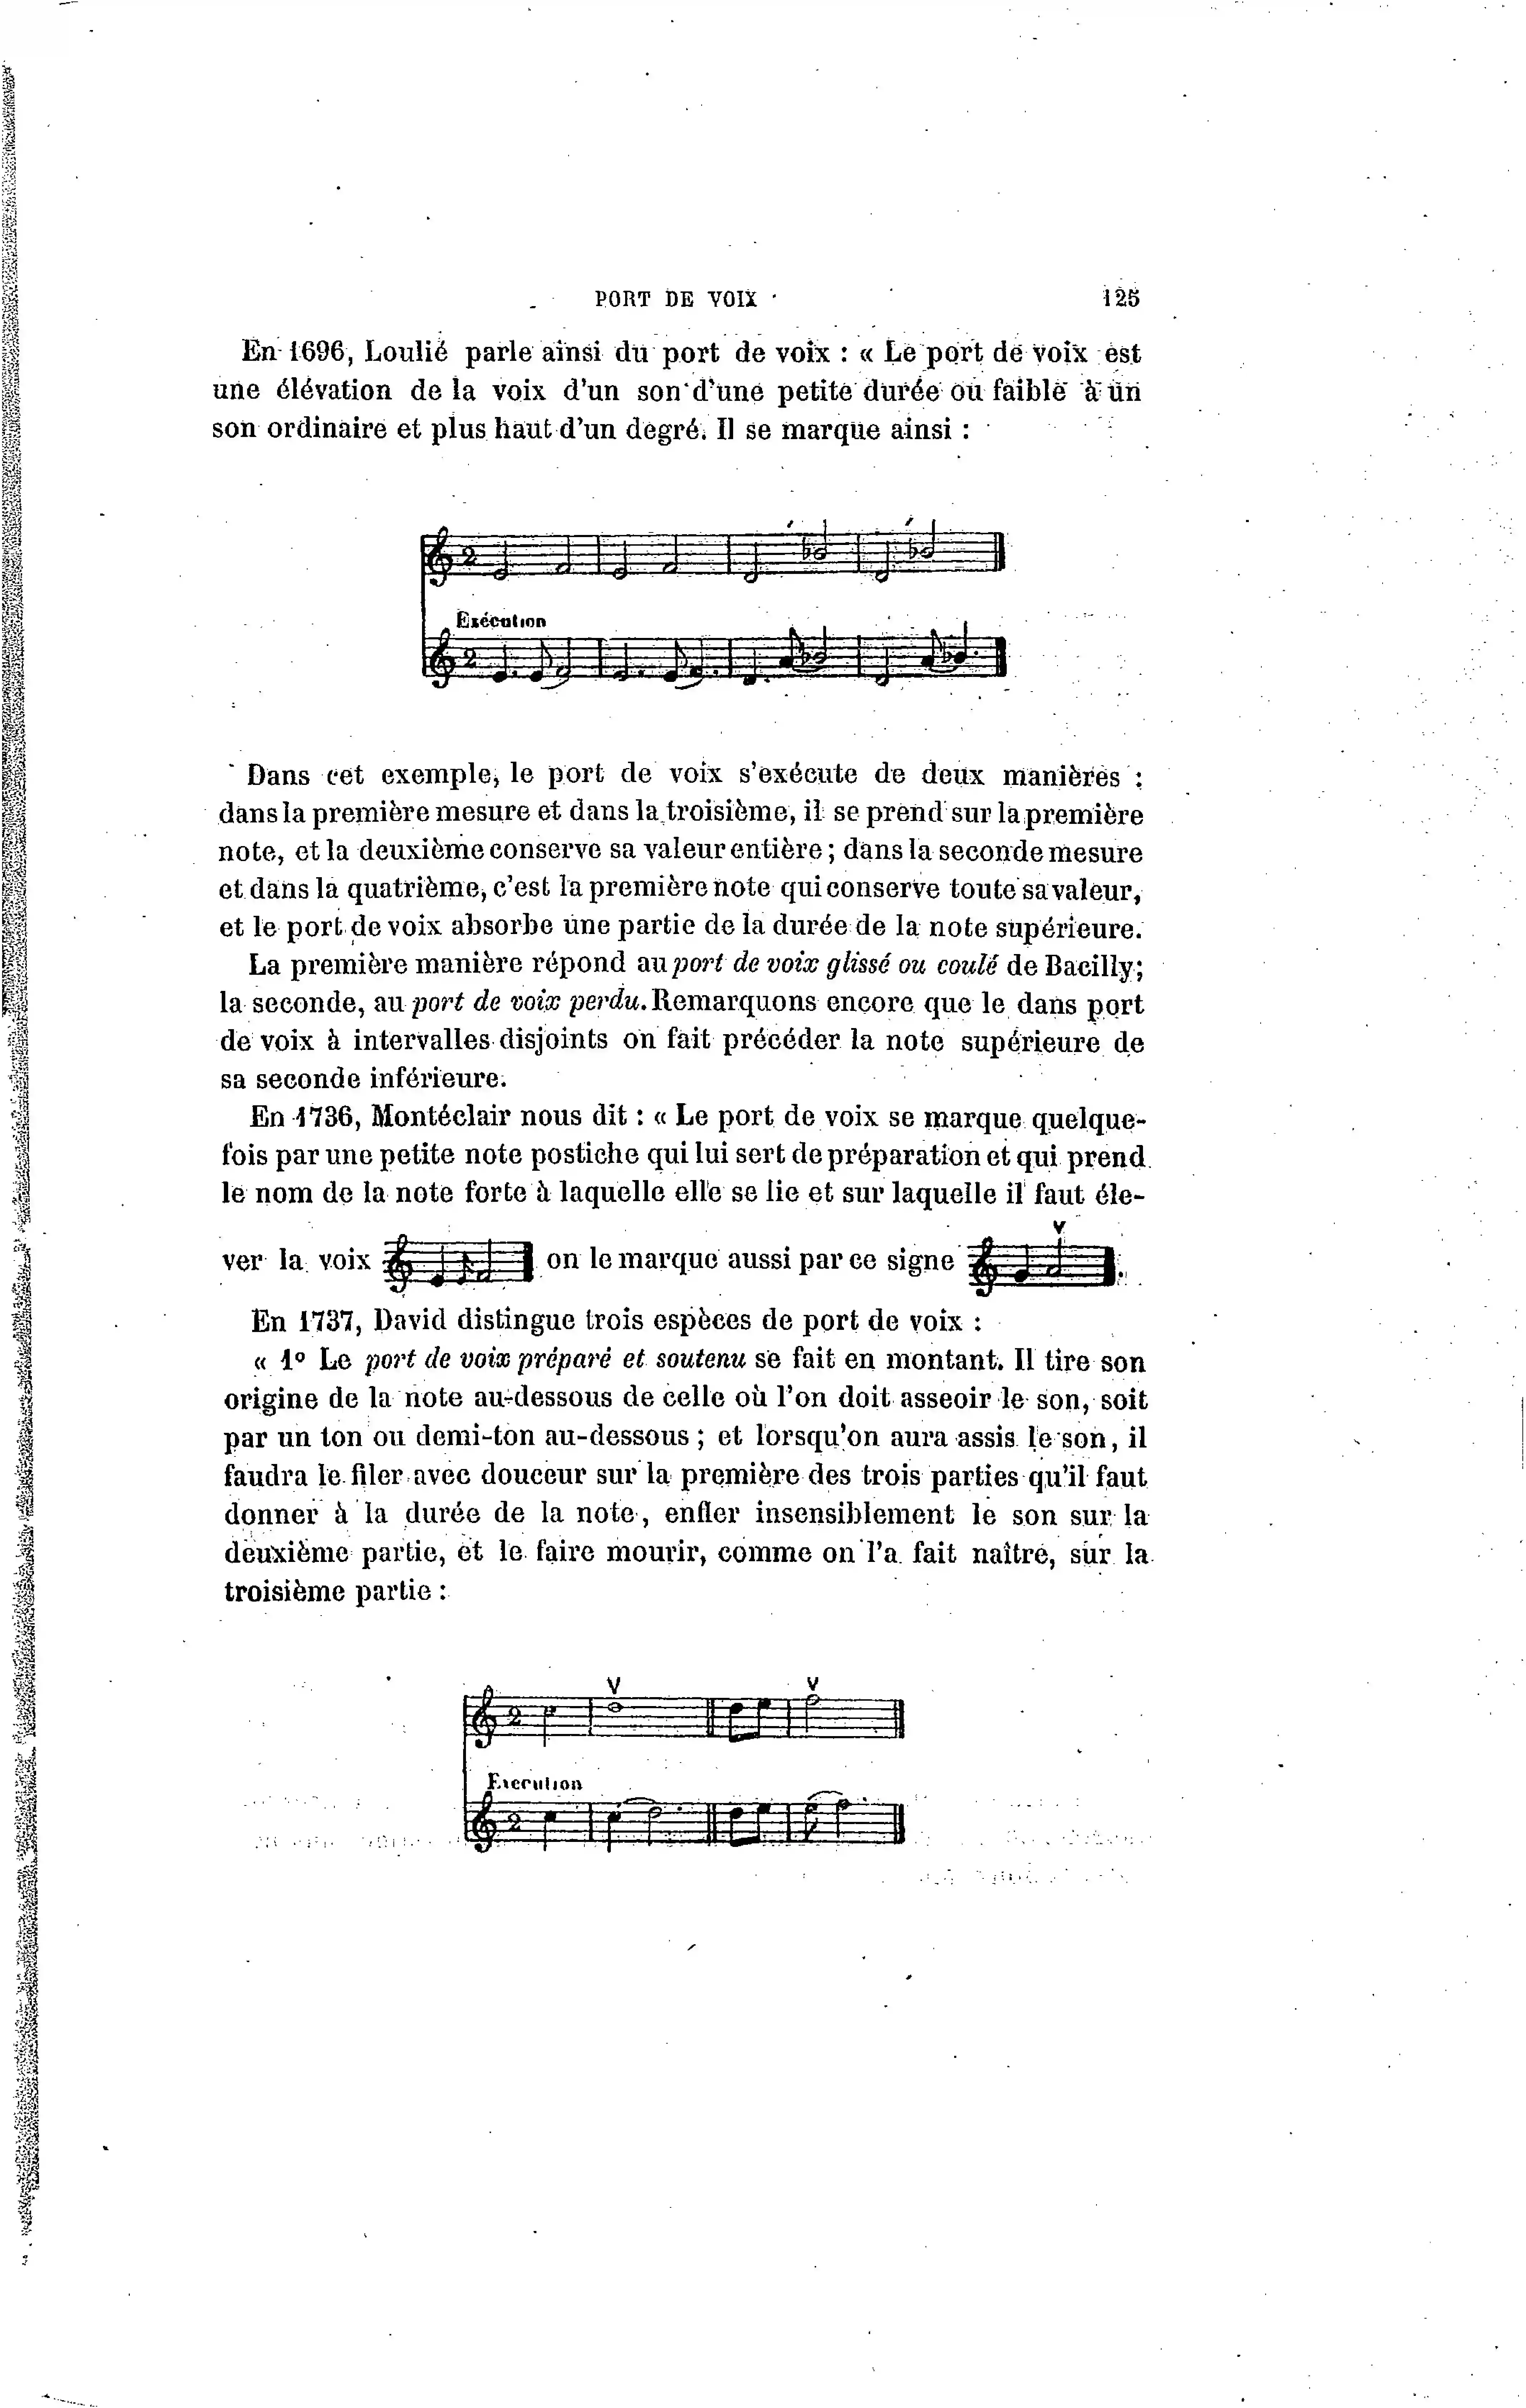 PORT DE VOIX 125
En 1696, Loulié parle ainsi du port de voix : « Le port de voix est
une élévation de la voix d'un son d'une petite durée ou faible à un
son ordinaire et plus haut d'un degré. Il se marque ainsi :
Exécution
Dans cet exemple, le port de voix s'exécute de deux manières :
dans la première mesure et dans la troisième, il se prend sur la première
note, et la deuxième conserve sa valeur entière ; dans la seconde mesure
et dans la quatrième, c'est la première note qui conserve toute sa valeur,
et le port de voix absorbe une partie de la durée de la note supérieure.
La première manière répond au port de voix glissé ou coulé de Bacilly ;
la seconde, au port de voix perdu. Remarquons encore que le dans port
de voix à intervalles disjoints on fait précéder la note supérieure de
sa seconde inférieure.
En 1736, Montéclair nous dit : « Le port de voix se marque quelque-
fois par une petite note postiche qui lui sert de préparation et qui prend
le nom de la note forte à laquelle elle se lie et sur laquelle il faut éle-
ver la voix on le marque aussi par ce signe
En 1737, David distingue trois espèces de port de voix :
« 1º Le port de voix préparé et soutenu se fait en montant. Il tire son
origine de la note au-dessous de celle où l'on doit asseoir le son, soit
par un ton ou demi-ton au-dessous ; et lorsqu'on aura assis le son, il
faudra le filer avec douceur sur la première des trois parties qu'il faut
donner à la durée de la note, enfler insensiblement le son sur la
deuxième partie, et le faire mourir, comme on l'a fait naître, sur la
troisième partie :
Execution